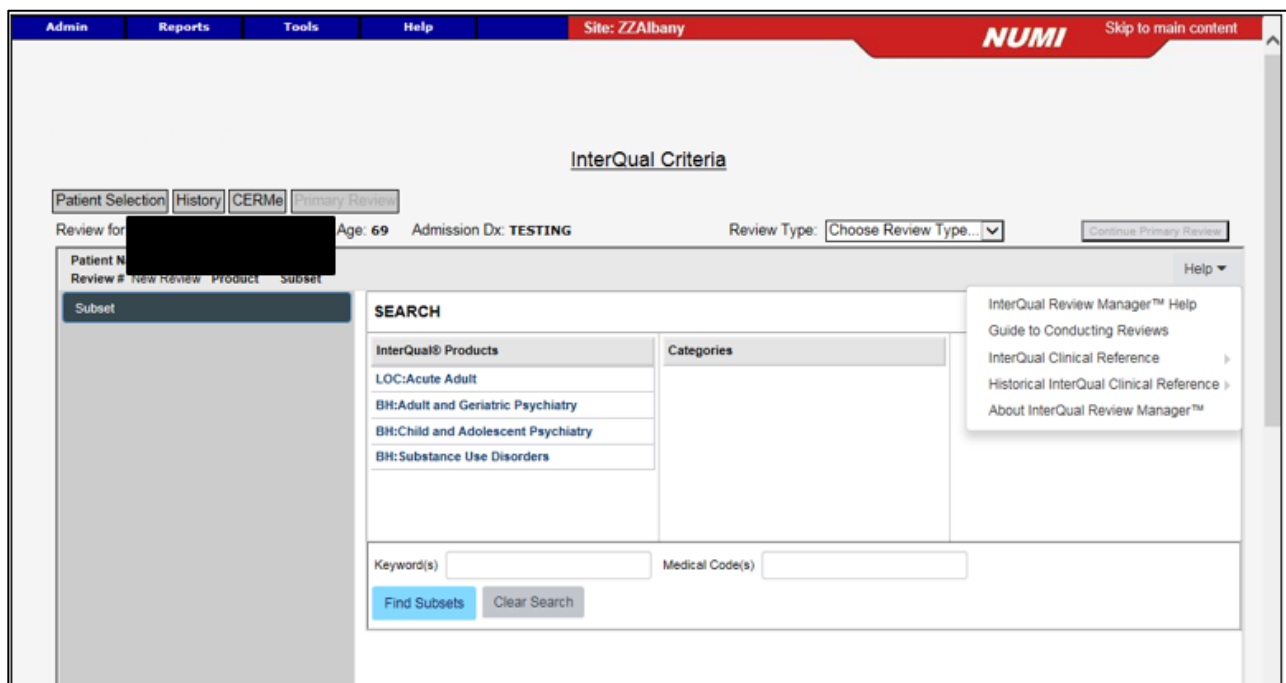 Admin Reports Tools Help Site: ZZAlbany NUMI Skip to main content
InterQual Criteria
Patient Selection History CERMe Primary Review
Review for Age: 69 Admission Dx: TESTING Review Type: Choose Review Type... Continue Primary Review
Patient N
Review # New Review Product Subset
Help
Subset
SEARCH
InterQual® Products Categories
LOC:Acute Adult
BH:Adult and Geriatric Psychiatry
BH:Child and Adolescent Psychiatry
BH:Substance Use Disorders
InterQual Review Manager™ Help
Guide to Conducting Reviews
InterQual Clinical Reference
Historical InterQual Clinical Reference
About InterQual Review Manager™
Keyword(s) Medical Code(s)
Find Subsets Clear Search